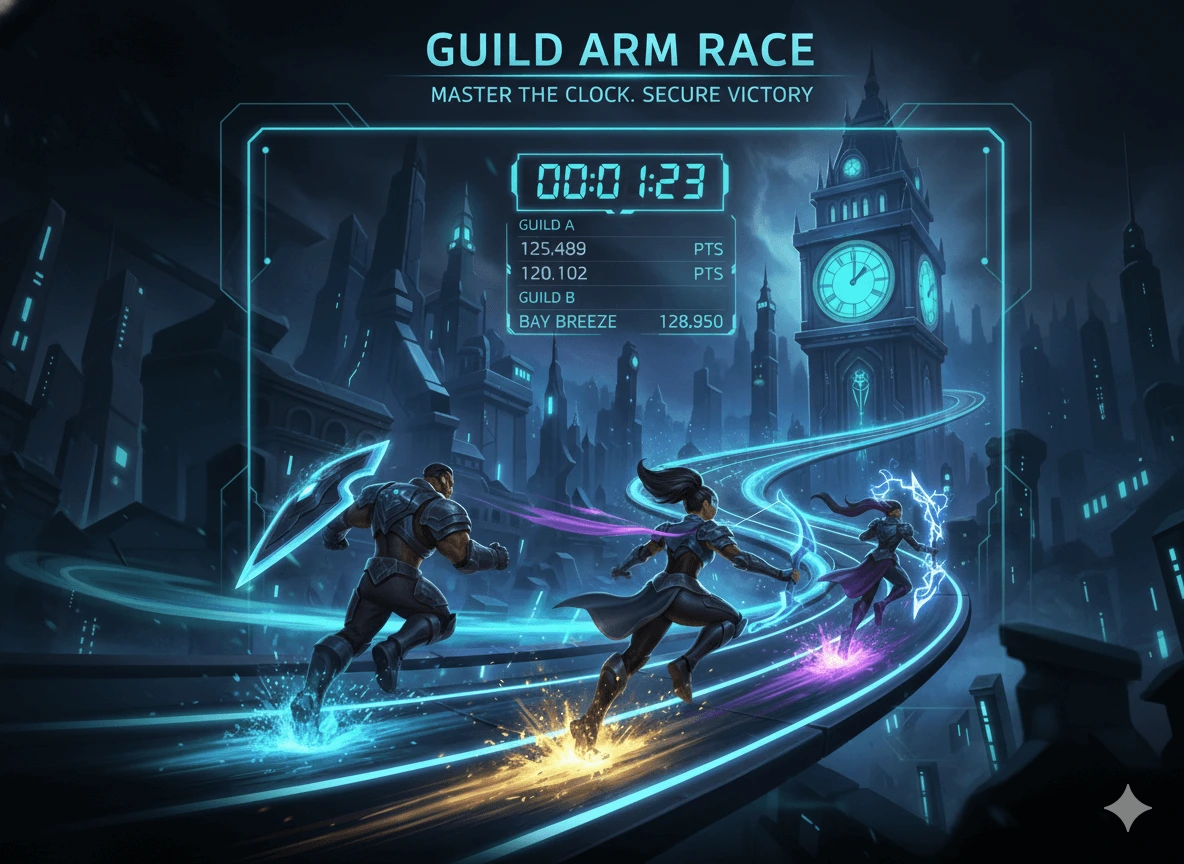 GUILD ARM RACE
MASTER THE CLOCK. SECURE VICTORY
00:01:23
GUILD A
125,489 PTS
120.102 PTS
GUILD B
BAY BREEZE 128,950